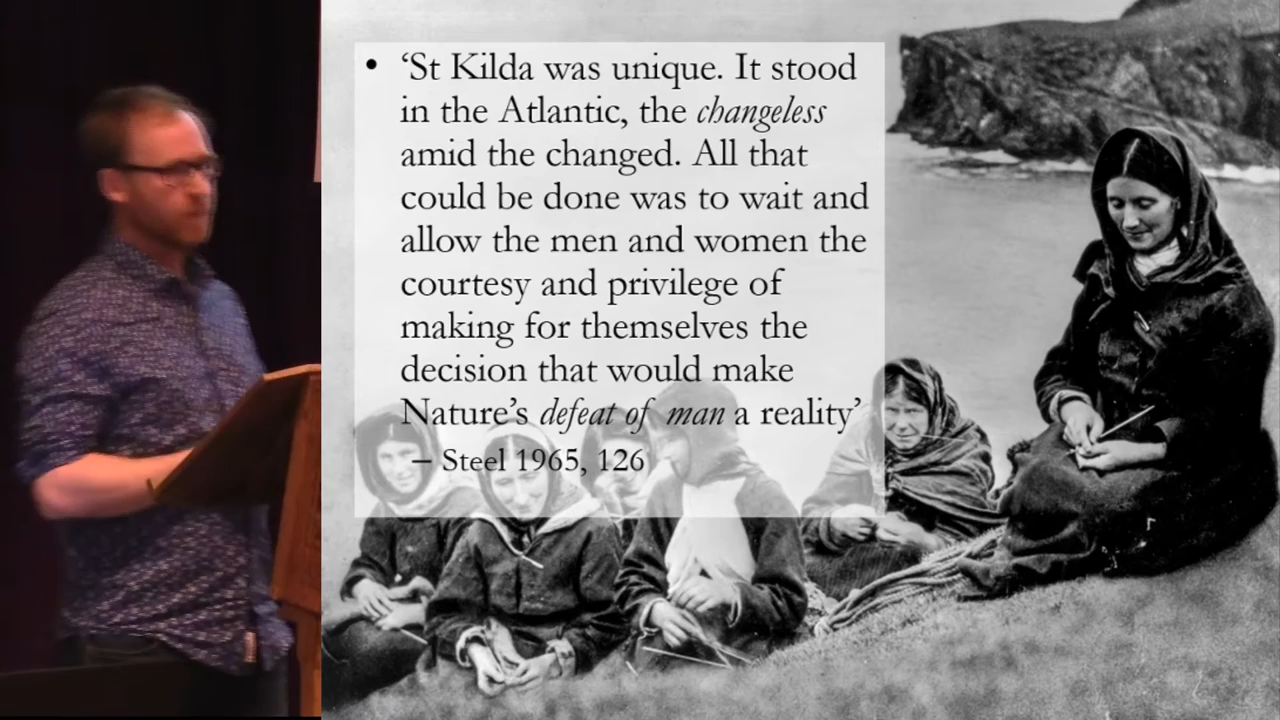 • ‘St Kilda was unique. It stood
in the Atlantic, the changeless
amid the changed. All that
could be done was to wait and
allow the men and women the
courtesy and privilege of
making for themselves the
decision that would make
Nature’s defeat of man a reality’
– Steel 1965, 126